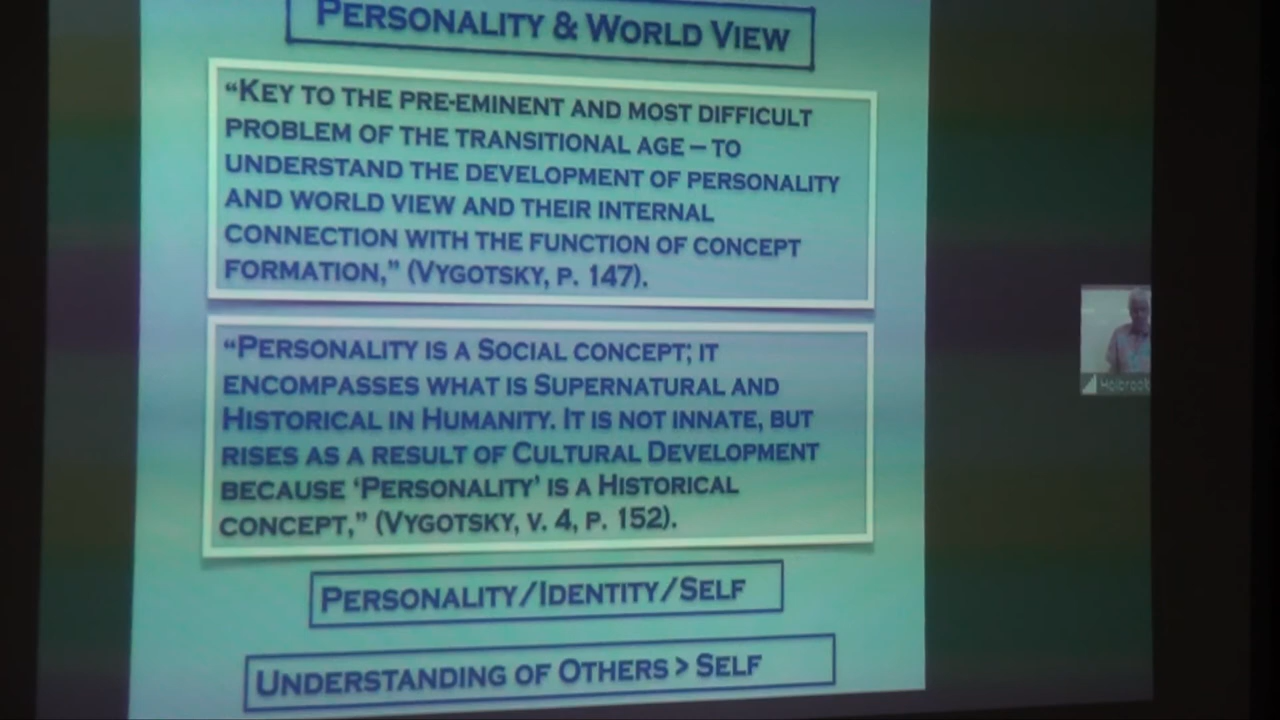 PERSONALITY & WORLD VIEW
“KEY TO THE PRE-EMINENT AND MOST DIFFICULT
PROBLEM OF THE TRANSITIONAL AGE – TO
UNDERSTAND THE DEVELOPMENT OF PERSONALITY
AND WORLD VIEW AND THEIR INTERNAL
CONNECTION WITH THE FUNCTION OF CONCEPT
FORMATION,” (VYGOTSKY, P. 147).
“PERSONALITY IS A SOCIAL CONCEPT; IT
ENCOMPASSES WHAT IS SUPERNATURAL AND
HISTORICAL IN HUMANITY. IT IS NOT INNATE, BUT
RISES AS A RESULT OF CULTURAL DEVELOPMENT
BECAUSE ‘PERSONALITY’ IS A HISTORICAL
CONCEPT,” (VYGOTSKY, V. 4, P. 152).
PERSONALITY/IDENTITY/SELF
UNDERSTANDING OF OTHERS > SELF
Holbrook